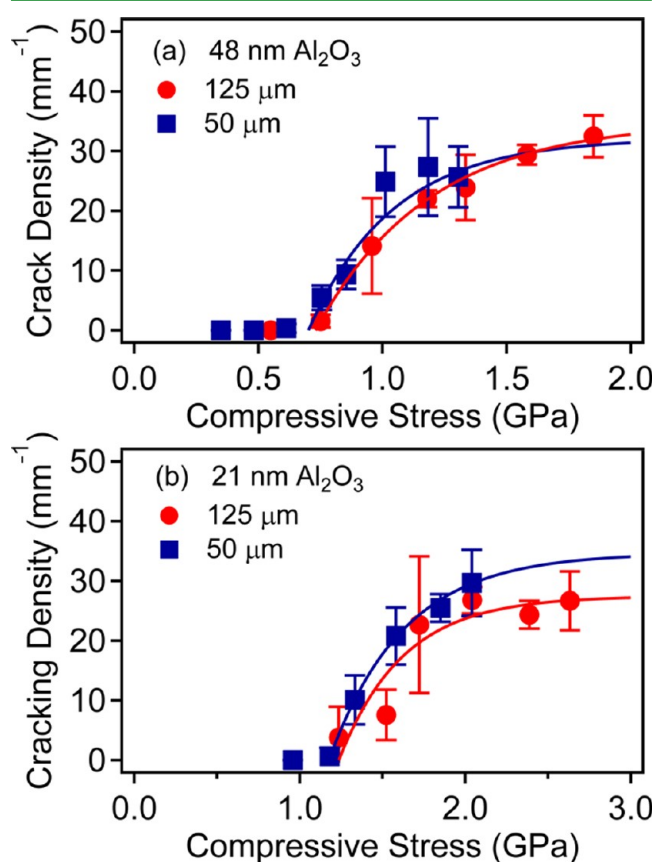 50
40
30
20
10
0
Crack Density (mm⁻¹)
(a) 48 nm Al₂O₃
125 μm
50 μm
0.0 0.5 1.0 1.5 2.0
Compressive Stress (GPa)
50
40
30
20
10
0
Cracking Density (mm⁻¹)
(b) 21 nm Al₂O₃
125 μm
50 μm
0.0 1.0 2.0 3.0
Compressive Stress (GPa)